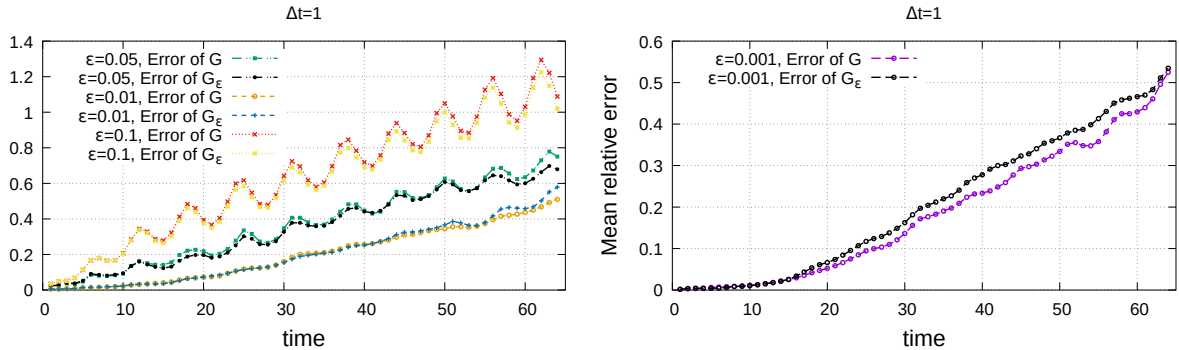 Δt=1
1.4
1.2
1
0.8
0.6
0.4
0.2
0
ε=0.05, Error of G
ε=0.05, Error of Gε
ε=0.01, Error of G
ε=0.01, Error of Gε
ε=0.1, Error of G
ε=0.1, Error of Gε
0 10 20 30 40 50 60
time
Δt=1
Mean relative error
0.6
0.5
0.4
0.3
0.2
0.1
0
ε=0.001, Error of G
ε=0.001, Error of Gε
0 10 20 30 40 50 60
time